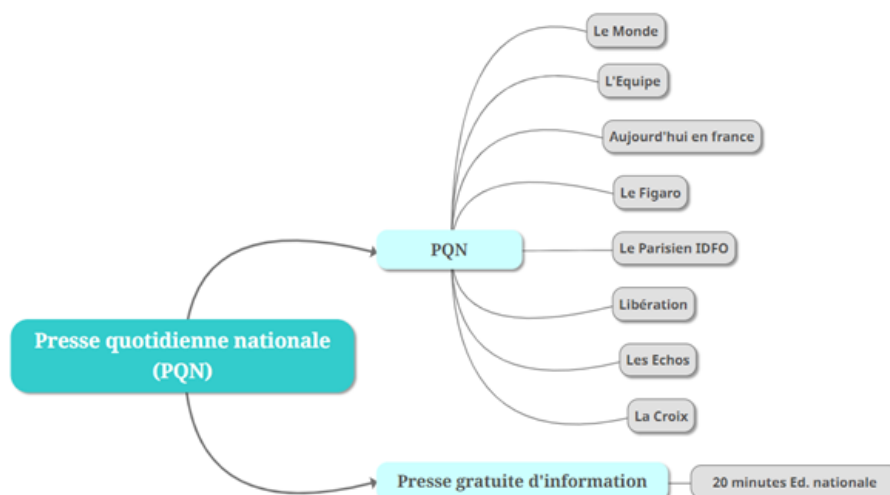 Le Monde
L'Equipe
Aujourd'hui en france
Le Figaro
PQN
Le Parisien IDFO
Libération
Presse quotidienne nationale
(PQN)
Les Echos
La Croix
Presse gratuite d'information
20 minutes Ed. nationale